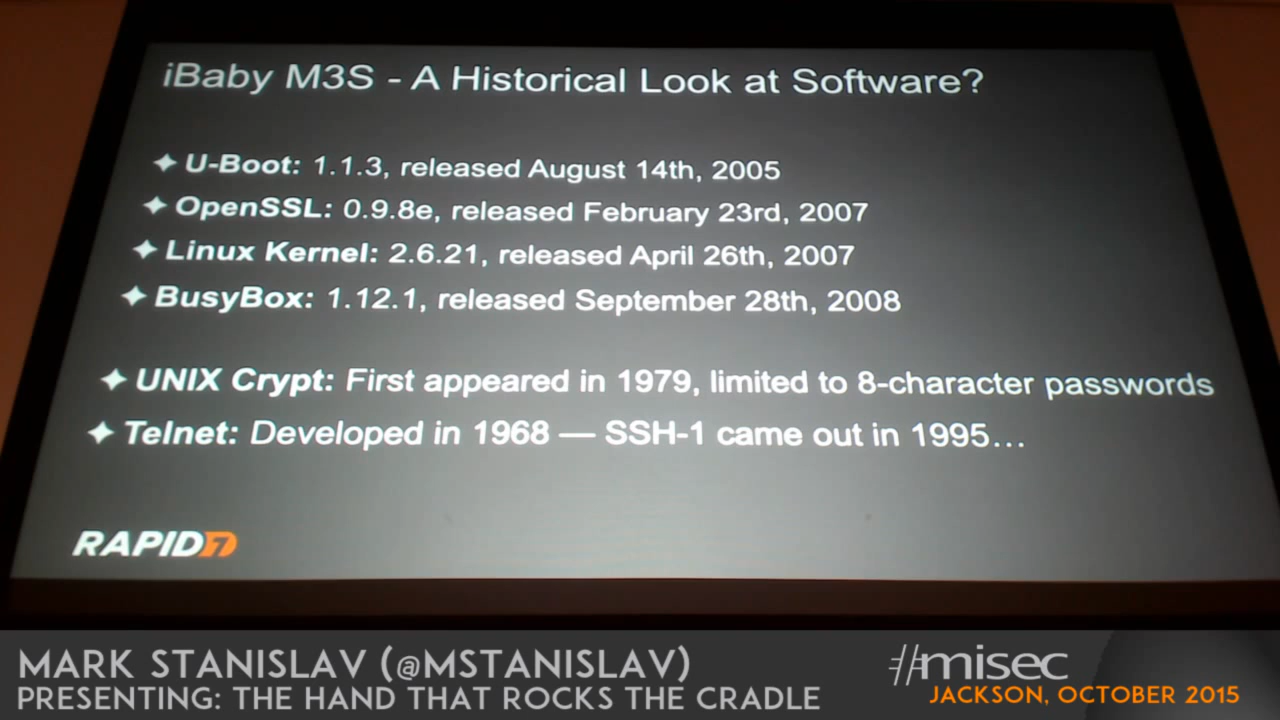 iBaby M3S - A Historical Look at Software?
✦ U-Boot: 1.1.3, released August 14th, 2005
✦ OpenSSL: 0.9.8e, released February 23rd, 2007
✦ Linux Kernel: 2.6.21, released April 26th, 2007
✦ BusyBox: 1.12.1, released September 28th, 2008
✦ UNIX Crypt: First appeared in 1979, limited to 8-character passwords
✦ Telnet: Developed in 1968 — SSH-1 came out in 1995…
RAPID7
MARK STANISLAV (@MSTANISLAV)
PRESENTING: THE HAND THAT ROCKS THE CRADLE
#misec
JACKSON, OCTOBER 2015